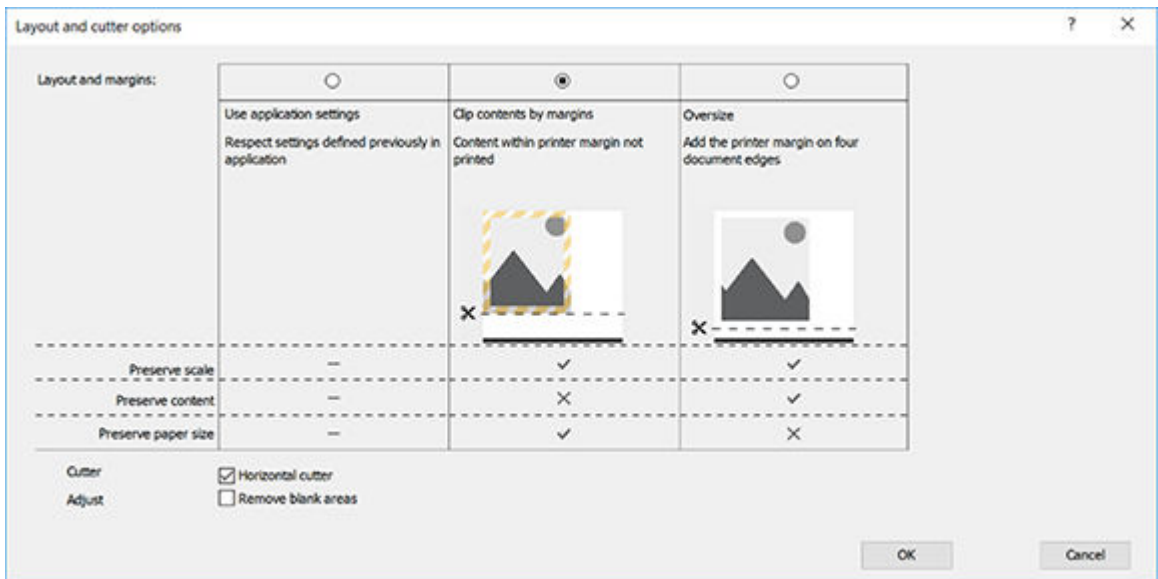 Layout and cutter options
?
Layout and margins:
Use application settings
Clip contents by margins
Oversize
Respect settings defined previously in
application
Content within printer margin not
printed
Add the printer margin on four
document edges
Preserve scale
Preserve content
Preserve paper size
Cutter
Horizontal cutter
Adjust
Remove blank areas
OK
Cancel